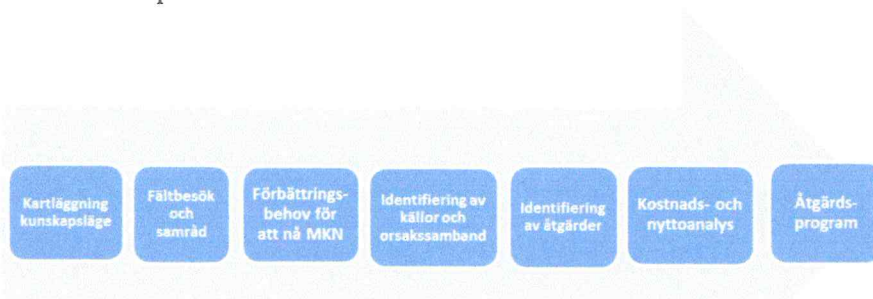 Kartläggning
kunskapsläge
Fältbesök
och
samråd
Förbättrings-
behov för
att nå MKN
Identifiering av
källor och
orsakssamband
Identifiering
av åtgärder
Kostnads- och
nyttoanalys
Åtgärds-
program